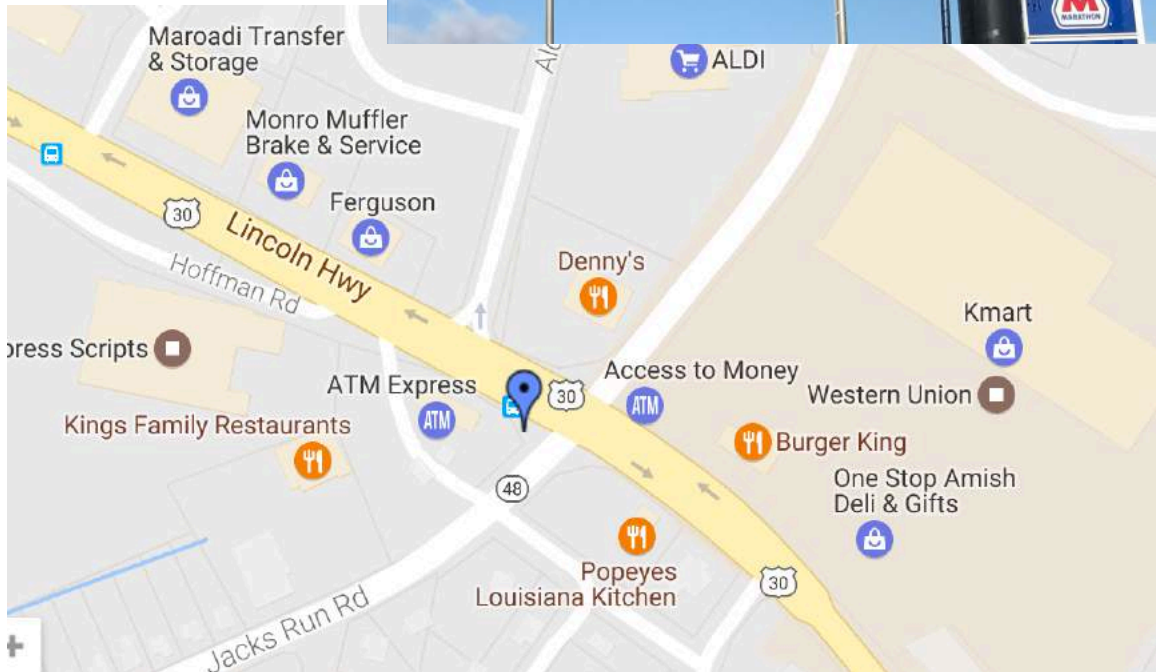 MARATHON
Maroadi Transfer
& Storage
ALDI
Monro Muffler
Brake & Service
Ferguson
30
Lincoln Hwy
Hoffman Rd
Denny's
Kmart
press Scripts
ATM Express
ATM
30
Access to Money
ATM
Western Union
Kings Family Restaurants
Burger King
48
One Stop Amish
Deli & Gifts
Popeyes
Louisiana Kitchen
30
Jacks Run Rd